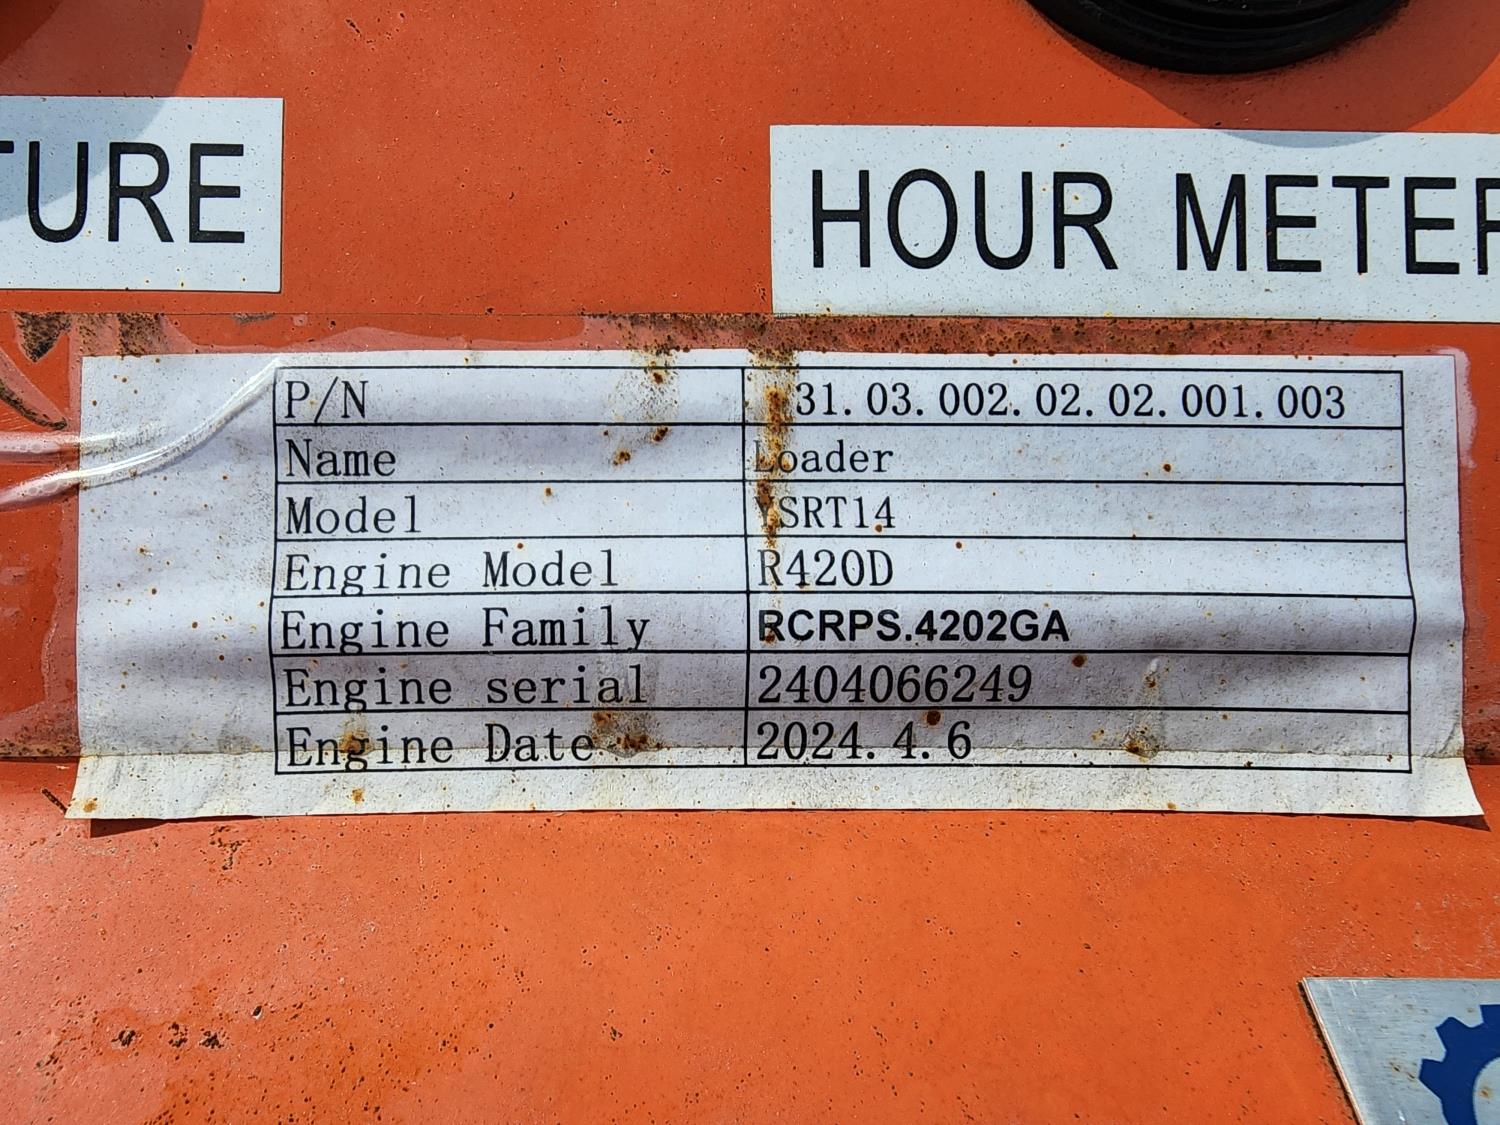 TURE
HOUR METER
P/N 31.03.002.02.02.001.003
Name Loader
Model YSRT14
Engine Model R420D
Engine Family RCRPS.4202GA
Engine serial 2404066249
Engine Date 2024.4.6